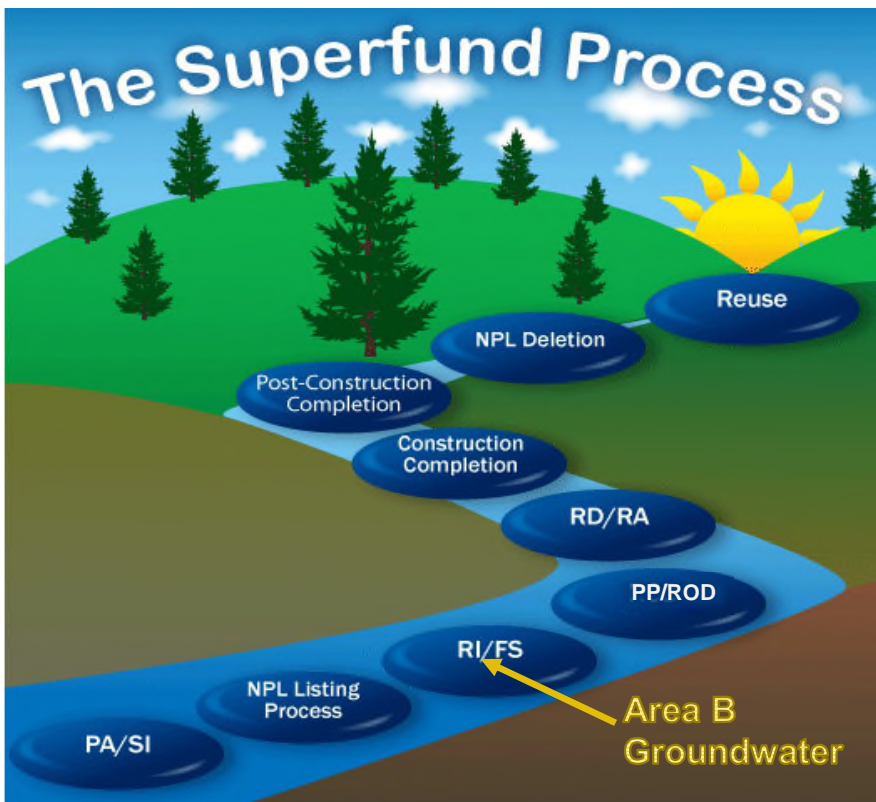 The Superfund Process
Reuse
NPL Deletion
Post-Construction
Completion
Construction
Completion
RD/RA
PP/ROD
RI/FS
NPL Listing
Process
PA/SI
Area B
Groundwater